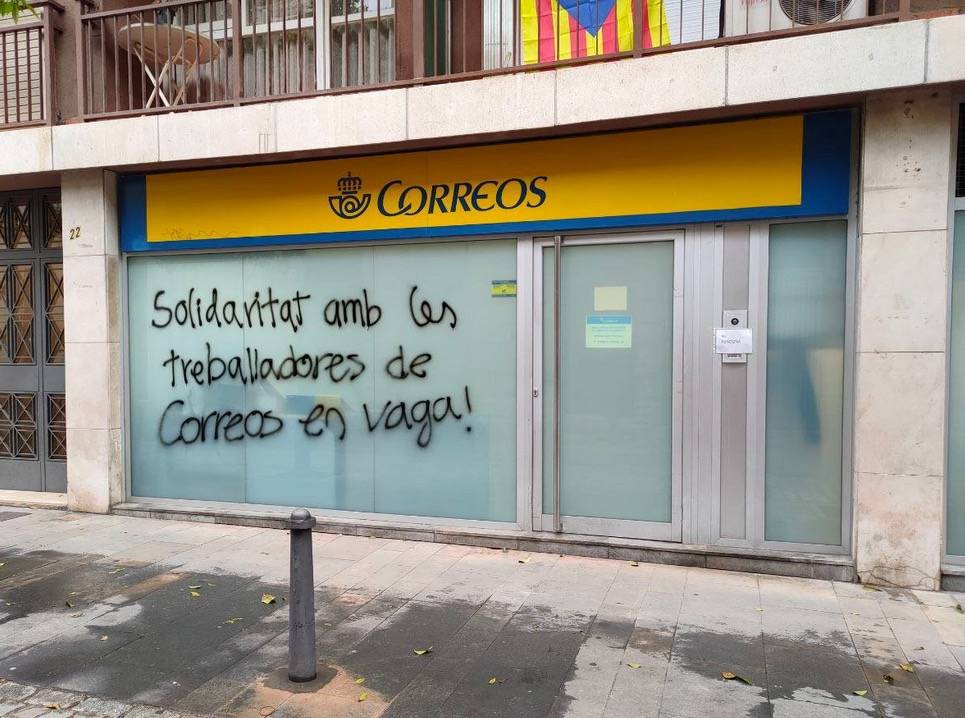 22
CORREOS
Solidaritat amb les
treballadores de
Correos en vaga!